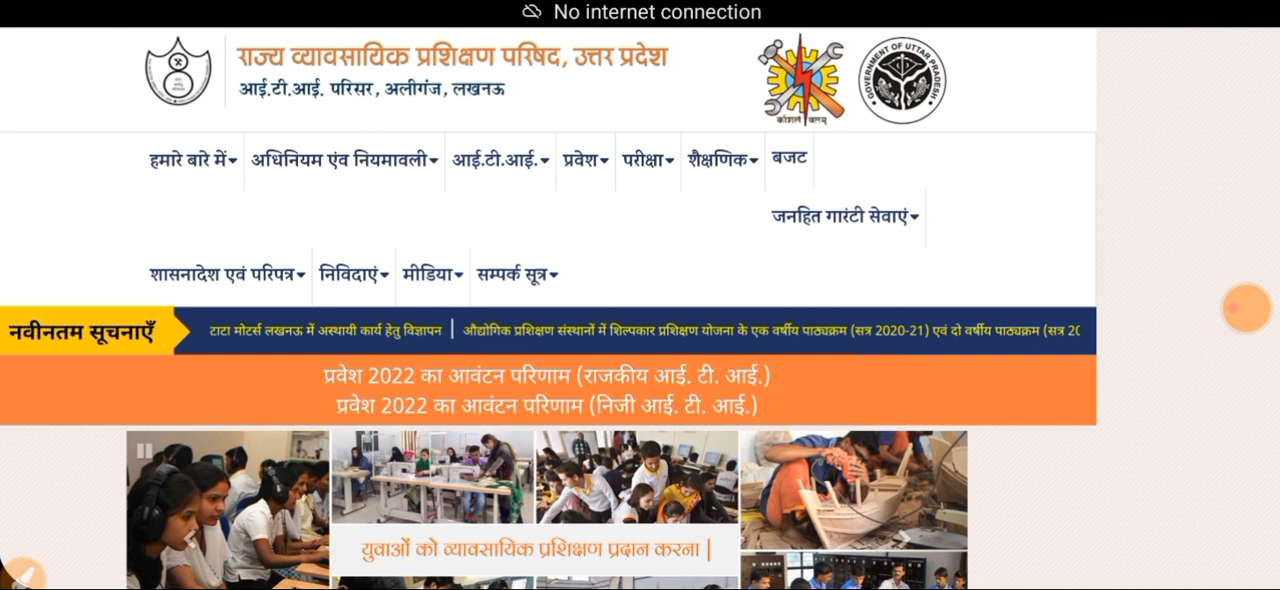 No internet connection
राज्य व्यावसायिक प्रशिक्षण परिषद, उत्तर प्रदेश
आई.टी.आई. परिसर, अलीगंज, लखनऊ
कौशलं बलम्
GOVERNMENT OF UTTAR PRADESH
हमारे बारे में
अधिनियम एंव नियमावली
आई.टी.आई.
प्रवेश
परीक्षा
शैक्षणिक
बजट
जनहित गारंटी सेवाएं
शासनादेश एवं परिपत्र
निविदाएं
मीडिया
सम्पर्क सूत्र
नवीनतम सूचनाएँ
टाटा मोटर्स लखनऊ में अस्थायी कार्य हेतु विज्ञापन | औद्योगिक प्रशिक्षण संस्थानों में शिल्पकार प्रशिक्षण योजना के एक वर्षीय पाठ्यक्रम (सत्र 2020-21) एवं दो वर्षीय पाठ्यक्रम (सत्र 20
प्रवेश 2022 का आवंटन परिणाम (राजकीय आई. टी. आई.)
प्रवेश 2022 का आवंटन परिणाम (निजी आई. टी. आई.)
युवाओं को व्यावसायिक प्रशिक्षण प्रदान करना |